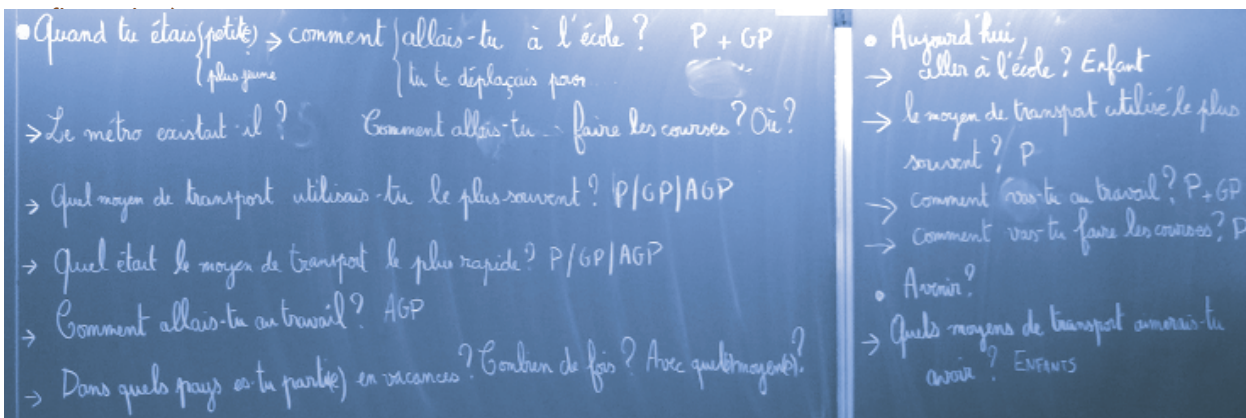 • Quand tu étais (petit(e) → comment allais-tu à l'école ? P + GP
plus jeune tu te déplaçais pour...
→ Le métro existait-il ? Comment allais-tu ... faire les courses ? Où ?
→ Quel moyen de transport utilisais-tu le plus souvent ? P/GP/AGP
→ Quel était le moyen de transport le plus rapide ? P/GP/AGP
→ Comment allais-tu au travail ? AGP
→ Dans quels pays es-tu parti(e) en vacances ? Combien de fois ? Avec quel(s) moyen(s) ?
• Aujourd'hui,
→ aller à l'école ? Enfant
→ le moyen de transport utilisé le plus
souvent ? P
→ comment vas-tu au travail ? P + GP
→ comment vas-tu faire les courses ? P
• Avenir ?
→ Quels moyens de transport aimerais-tu
avoir ? ENFANTS